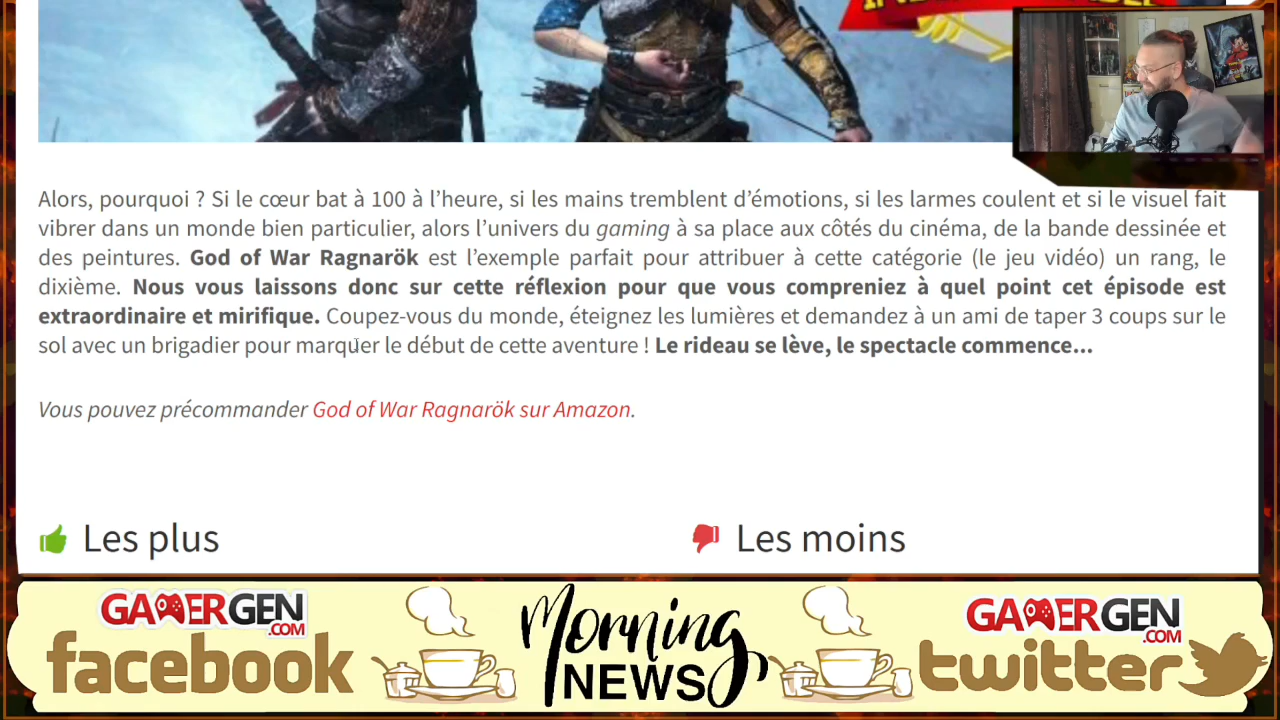 Alors, pourquoi ? Si le cœur bat à 100 à l’heure, si les mains tremblent d’émotions, si les larmes coulent et si le visuel fait
vibrer dans un monde bien particulier, alors l’univers du gaming à sa place aux côtés du cinéma, de la bande dessinée et
des peintures. God of War Ragnarök est l’exemple parfait pour attribuer à cette catégorie (le jeu vidéo) un rang, le
dixième. Nous vous laissons donc sur cette réflexion pour que vous compreniez à quel point cet épisode est
extraordinaire et mirifique. Coupez-vous du monde, éteignez les lumières et demandez à un ami de taper 3 coups sur le
sol avec un brigadier pour marquer le début de cette aventure ! Le rideau se lève, le spectacle commence...
Vous pouvez précommander God of War Ragnarök sur Amazon.
Les plus
Les moins
GAMERGEN
.COM
facebook
Morning
NEWS
GAMERGEN
.COM
twitter